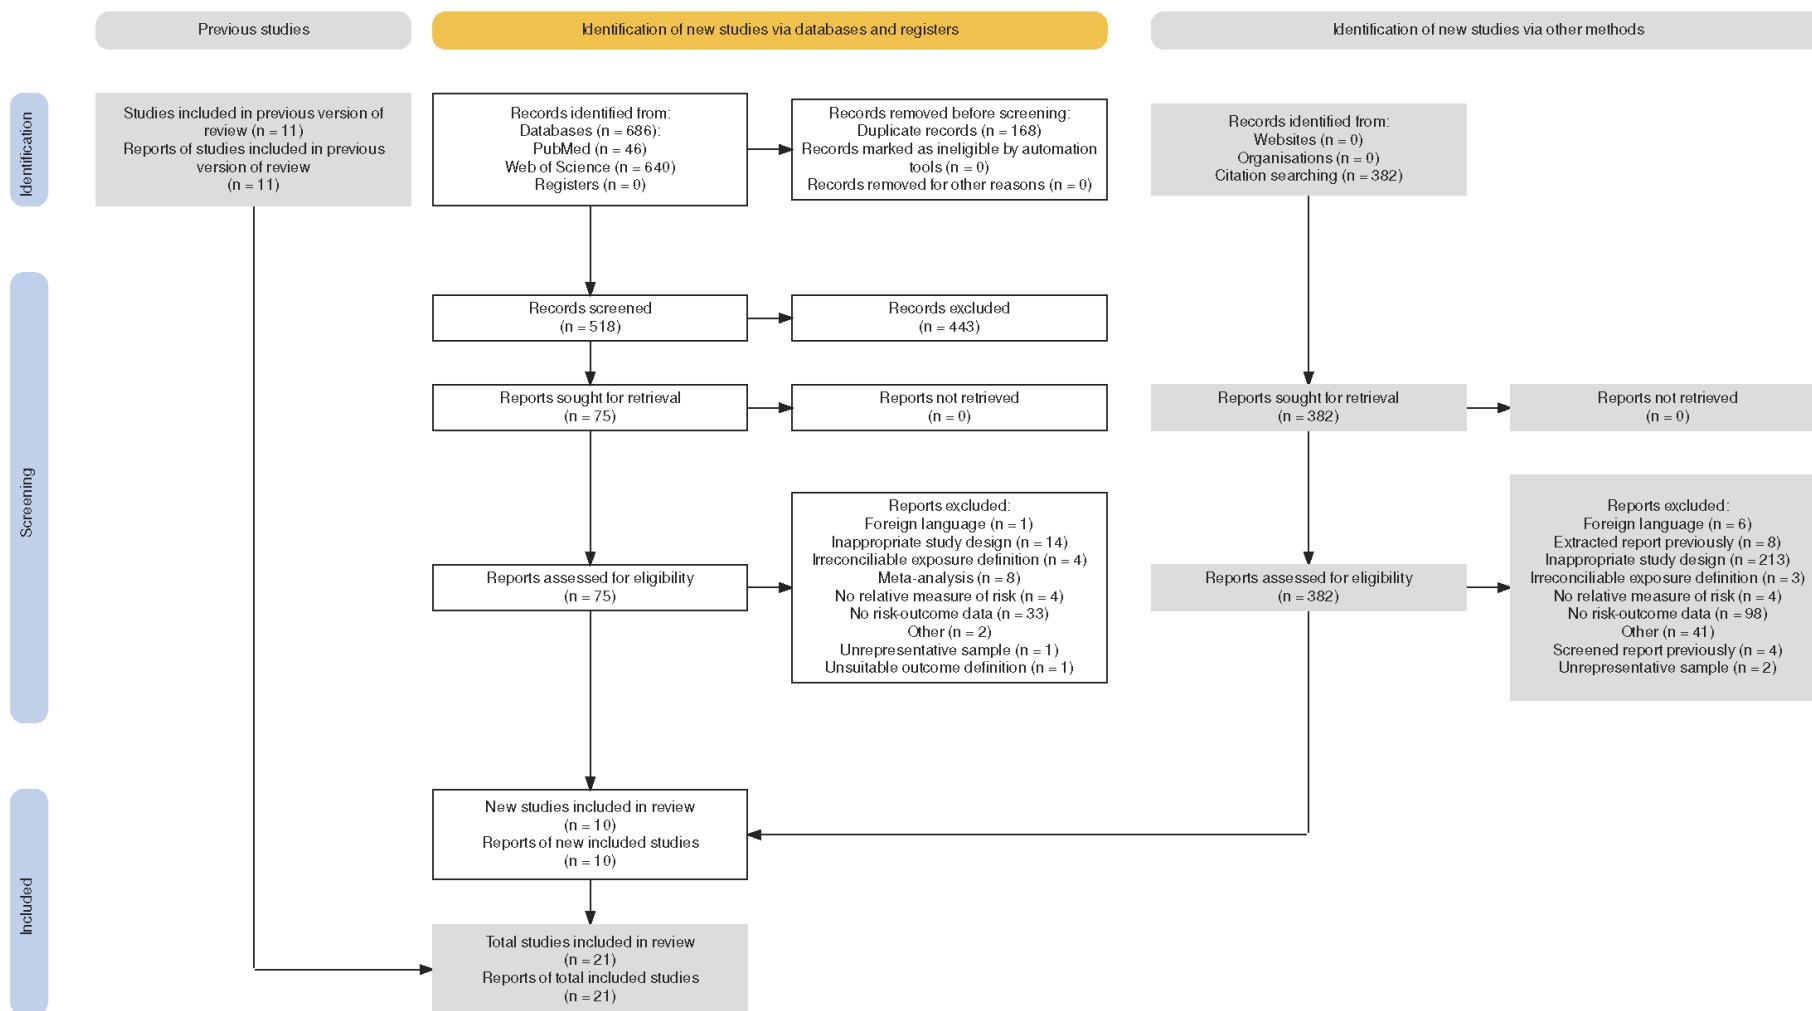 Previous studies
Identification of new studies via databases and registers
Identification of new studies via other methods
Identification
Studies included in previous version of
review (n = 11)
Reports of studies included in previous
version of review
(n = 11)
Records identified from:
Databases (n = 686):
PubMed (n = 46)
Web of Science (n = 640)
Registers (n = 0)
Records removed before screening:
Duplicate records (n = 168)
Records marked as ineligible by automation
tools (n = 0)
Records removed for other reasons (n = 0)
Records identified from:
Websites (n = 0)
Organisations (n = 0)
Citation searching (n = 382)
Screening
Records screened
(n = 518)
Records excluded
(n = 443)
Reports sought for retrieval
(n = 75)
Reports not retrieved
(n = 0)
Reports sought for retrieval
(n = 382)
Reports not retrieved
(n = 0)
Reports assessed for eligibility
(n = 75)
Reports excluded:
Foreign language (n = 1)
Inappropriate study design (n = 14)
Irreconciliable exposure definition (n = 4)
Meta-analysis (n = 8)
No relative measure of risk (n = 4)
No risk-outcome data (n = 33)
Other (n = 2)
Unrepresentative sample (n = 1)
Unsuitable outcome definition (n = 1)
Reports assessed for eligibility
(n = 382)
Reports excluded:
Foreign language (n = 6)
Extracted report previously (n = 8)
Inappropriate study design (n = 213)
Irreconciliable exposure definition (n = 3)
No relative measure of risk (n = 4)
No risk-outcome data (n = 98)
Other (n = 41)
Screened report previously (n = 4)
Unrepresentative sample (n = 2)
Included
New studies included in review
(n = 10)
Reports of new included studies
(n = 10)
Total studies included in review
(n = 21)
Reports of total included studies
(n = 21)